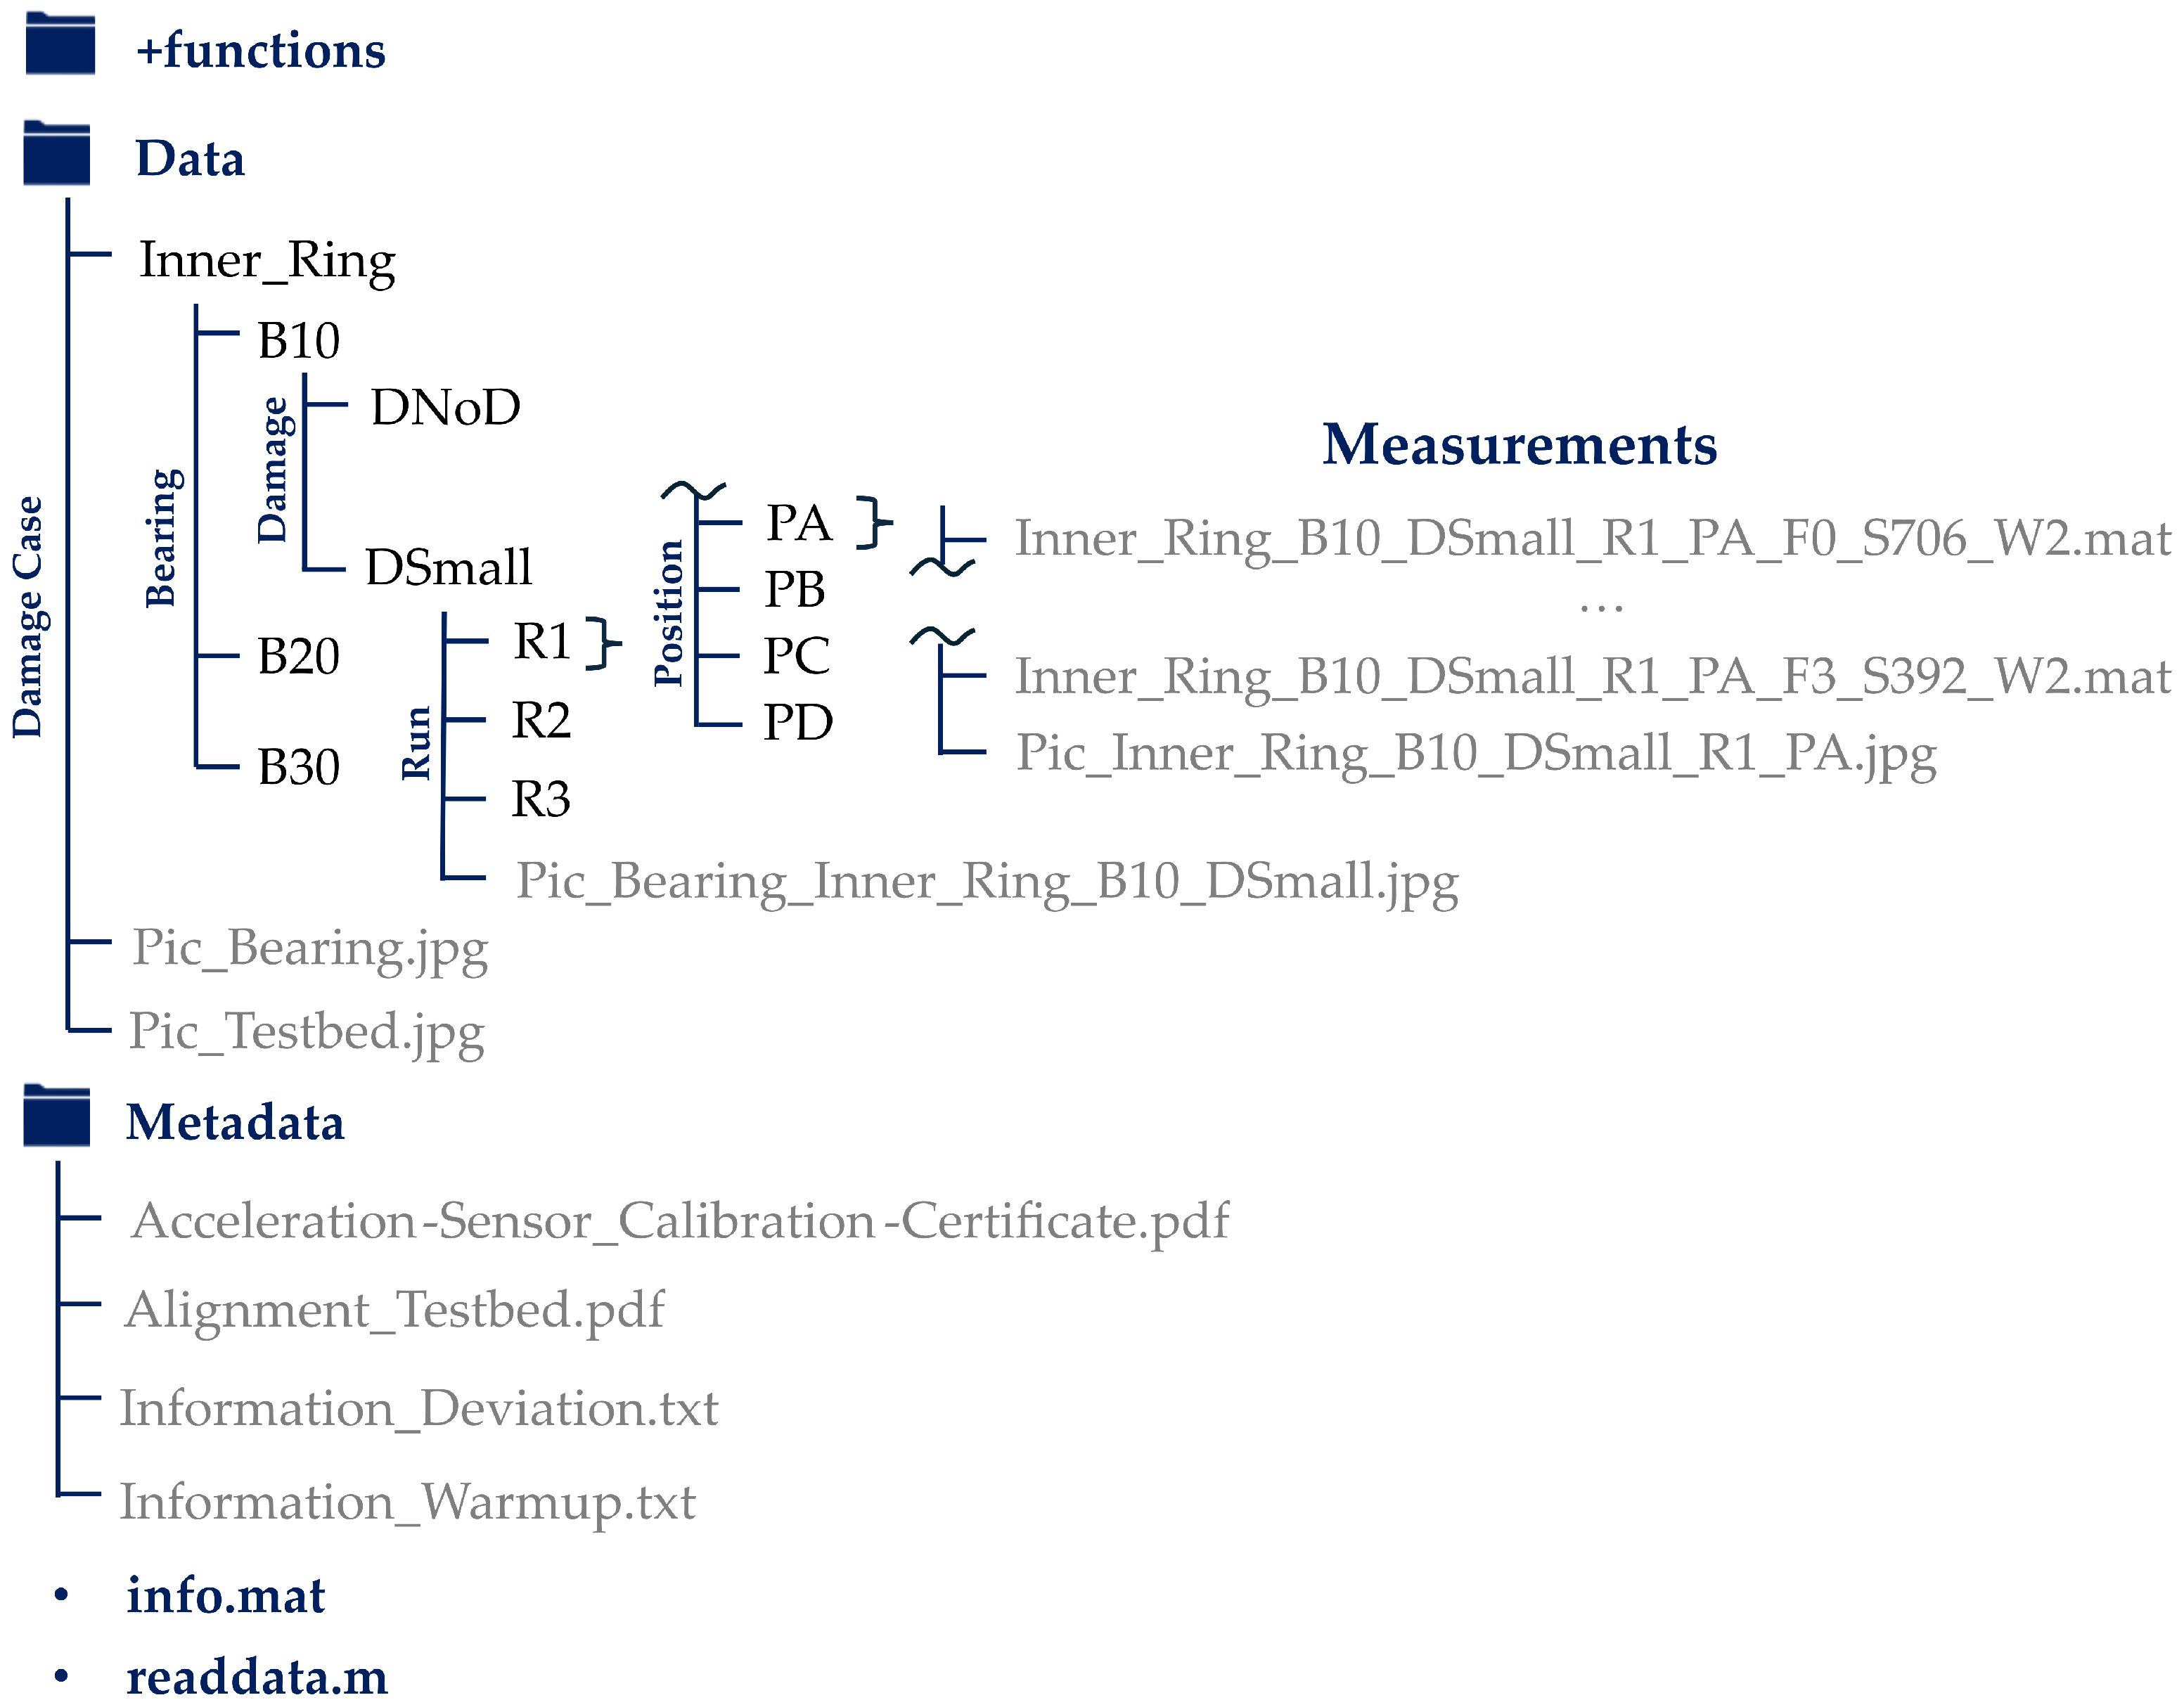 +functions
Data
Damage Case
Inner_Ring
Bearing
B10
Damage
DNoD
DSmall
Run
R1
R2
R3
Pic_Bearing_Inner_Ring_B10_DSmall.jpg
Position
PA
PB
PC
PD
Measurements
Inner_Ring_B10_DSmall_R1_PA_F0_S706_W2.mat
...
Inner_Ring_B10_DSmall_R1_PA_F3_S392_W2.mat
Pic_Inner_Ring_B10_DSmall_R1_PA.jpg
B20
B30
Pic_Bearing.jpg
Pic_Testbed.jpg
Metadata
Acceleration-Sensor_Calibration-Certificate.pdf
Alignment_Testbed.pdf
Information_Deviation.txt
Information_Warmup.txt
• info.mat
• readdata.m